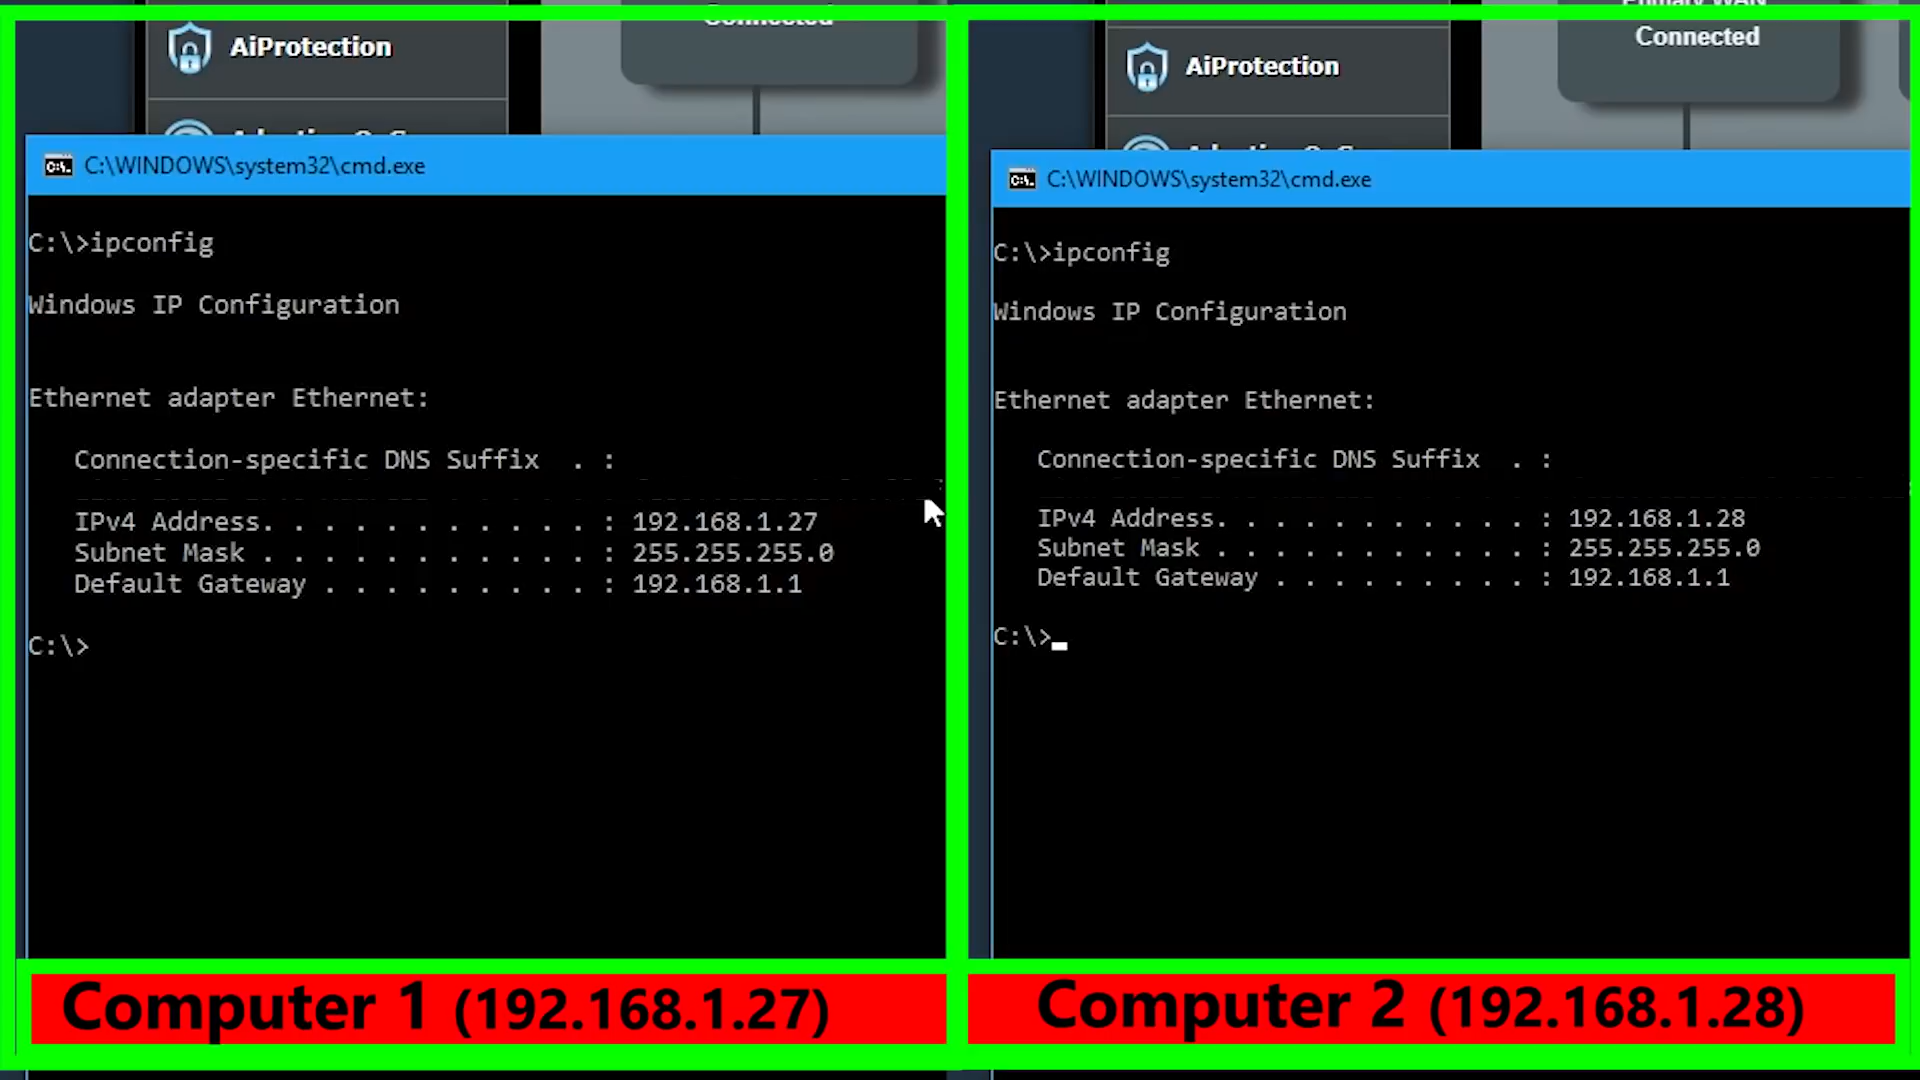 Connected
AiProtection
C:\WINDOWS\system32\cmd.exe
C:\>ipconfig
Windows IP Configuration
Ethernet adapter Ethernet:
Connection-specific DNS Suffix  . :
IPv4 Address. . . . . . . . . . . : 192.168.1.27
Subnet Mask . . . . . . . . . . . : 255.255.255.0
Default Gateway . . . . . . . . . : 192.168.1.1
C:\>
Computer 1 (192.168.1.27)
Primary WAN
Connected
AiProtection
C:\WINDOWS\system32\cmd.exe
C:\>ipconfig
Windows IP Configuration
Ethernet adapter Ethernet:
Connection-specific DNS Suffix  . :
IPv4 Address. . . . . . . . . . . : 192.168.1.28
Subnet Mask . . . . . . . . . . . : 255.255.255.0
Default Gateway . . . . . . . . . : 192.168.1.1
C:\>
Computer 2 (192.168.1.28)